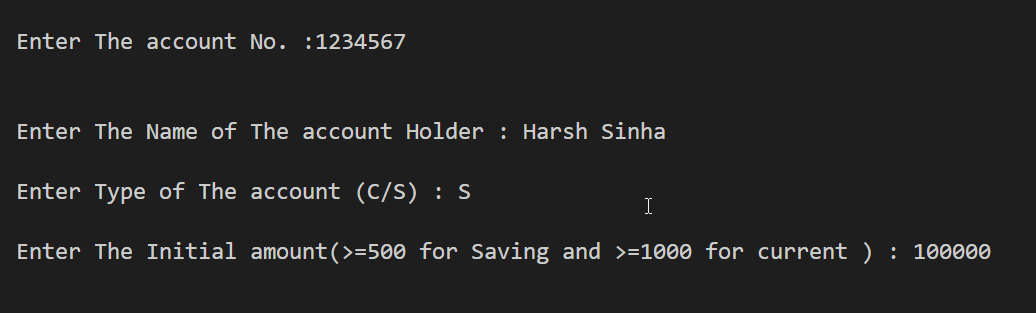 Enter The account No. :1234567
Enter The Name of The account Holder : Harsh Sinha
Enter Type of The account (C/S) : S
Enter The Initial amount(>=500 for Saving and >=1000 for current ) : 100000